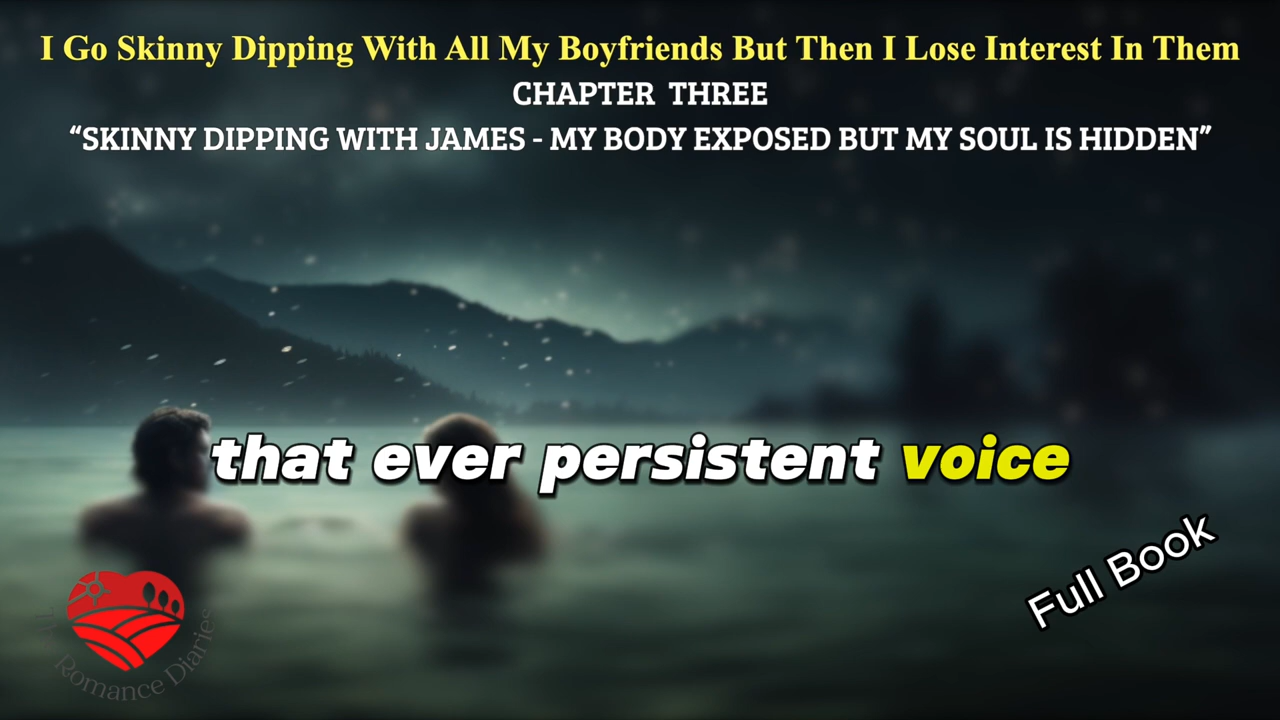 I Go Skinny Dipping With All My Boyfriends But Then I Lose Interest In Them
CHAPTER THREE
“SKINNY DIPPING WITH JAMES - MY BODY EXPOSED BUT MY SOUL IS HIDDEN”
that ever persistent voice
Full Book
The Romance Diaries